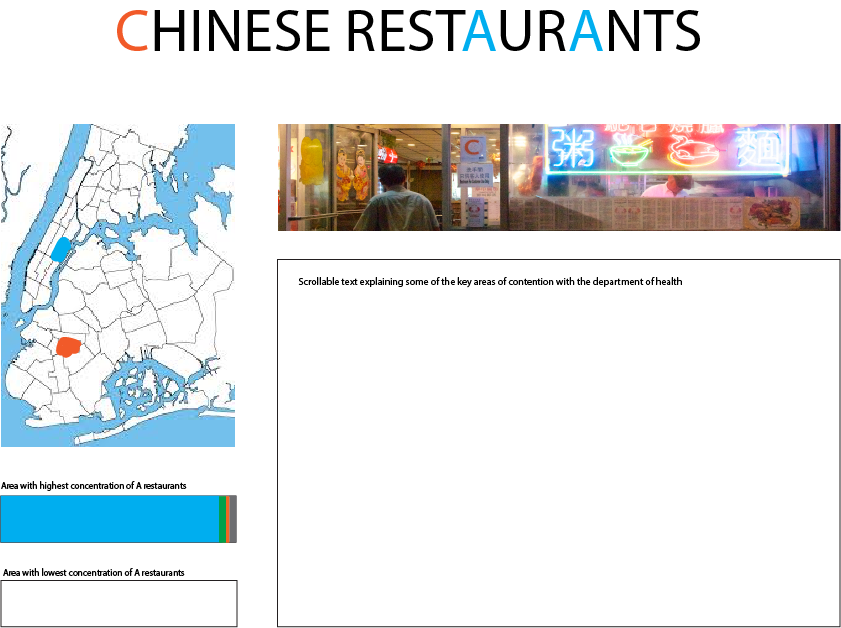 CHINESE RESTAURANTS
C
粥
麵
Scrollable text explaining some of the key areas of contention with the department of health
Area with highest concentration of A restaurants
Area with lowest concentration of A restaurants